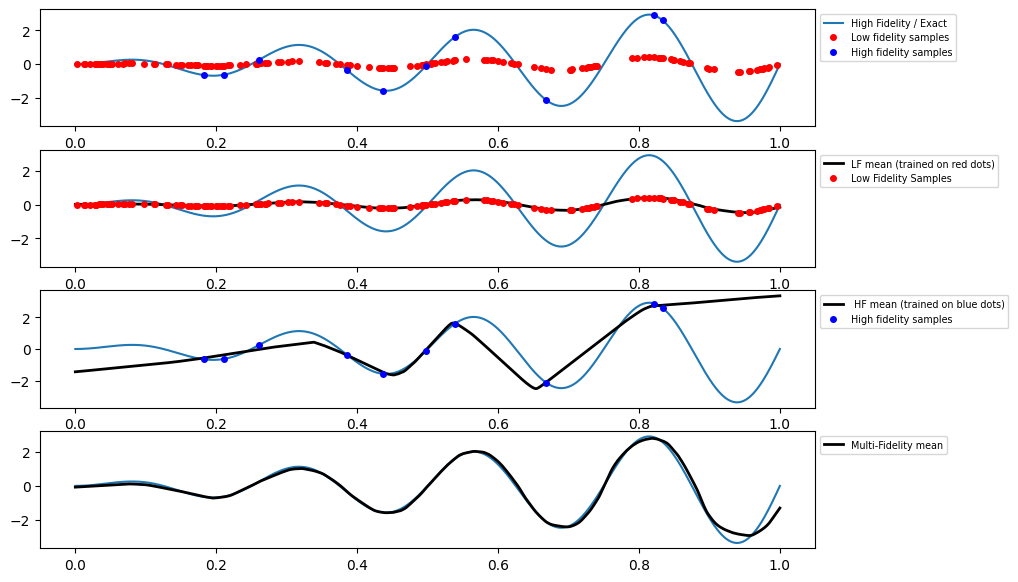 2
0
−2
0.0 0.2 0.4 0.6 0.8 1.0
High Fidelity / Exact
Low fidelity samples
High fidelity samples
2
0
−2
0.0 0.2 0.4 0.6 0.8 1.0
LF mean (trained on red dots)
Low Fidelity Samples
2
0
−2
0.0 0.2 0.4 0.6 0.8 1.0
HF mean (trained on blue dots)
High fidelity samples
2
0
−2
0.0 0.2 0.4 0.6 0.8 1.0
Multi-Fidelity mean